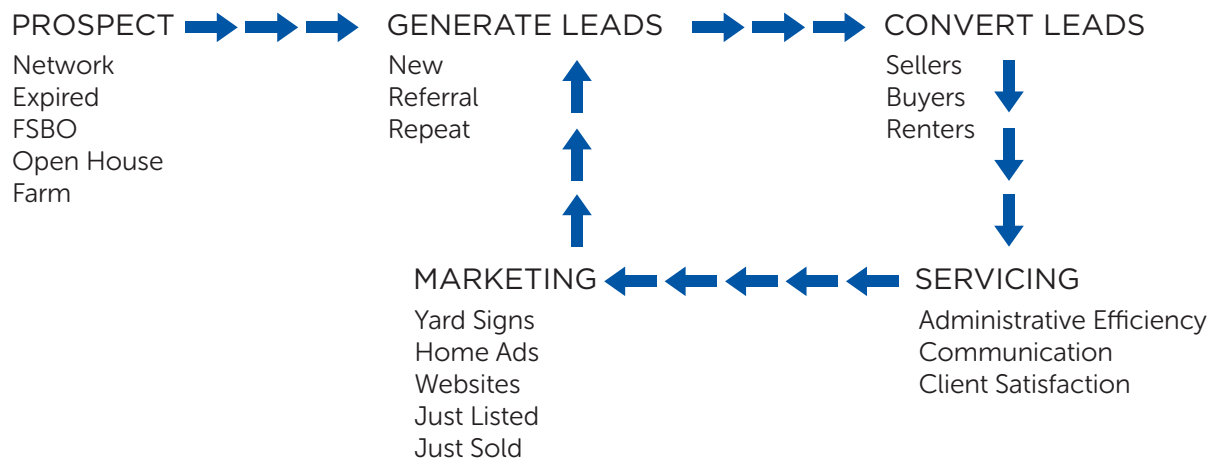 PROSPECT
Network
Expired
FSBO
Open House
Farm
GENERATE LEADS
New
Referral
Repeat
CONVERT LEADS
Sellers
Buyers
Renters
MARKETING
Yard Signs
Home Ads
Websites
Just Listed
Just Sold
SERVICING
Administrative Efficiency
Communication
Client Satisfaction